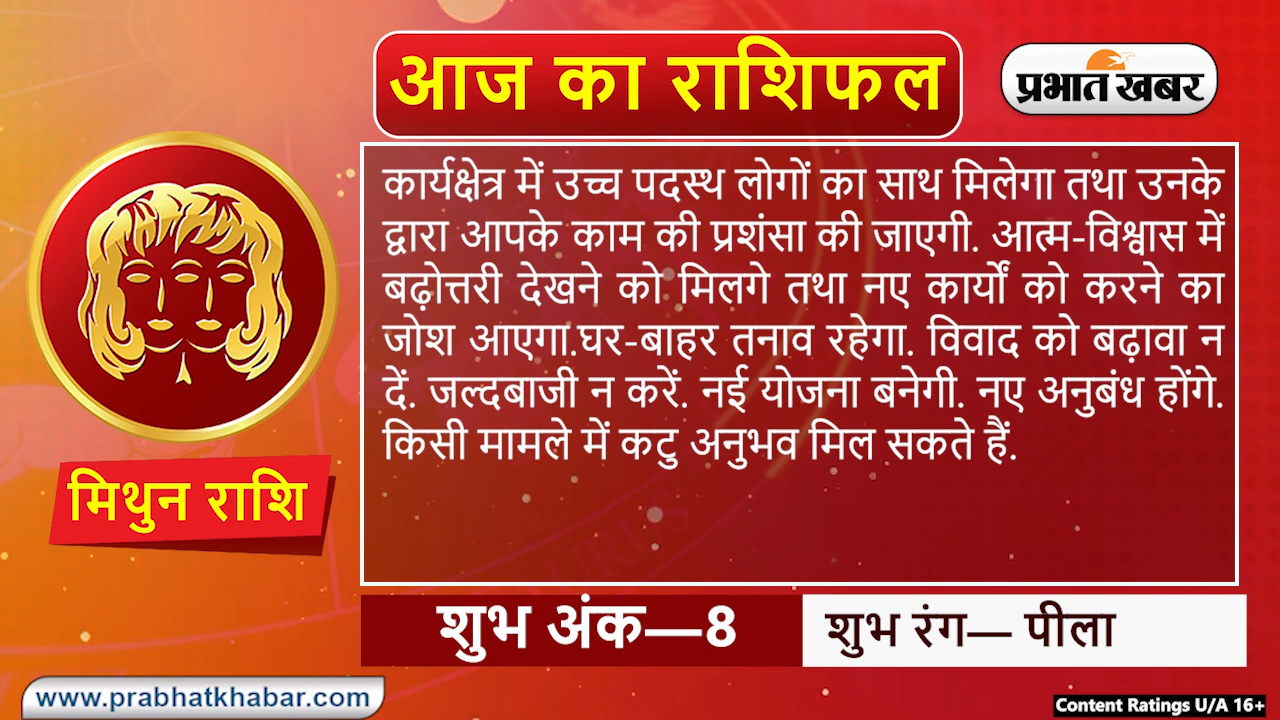 आज का राशिफल
प्रभात खबर
कार्यक्षेत्र में उच्च पदस्थ लोगों का साथ मिलेगा तथा उनके
द्वारा आपके काम की प्रशंसा की जाएगी. आत्म-विश्वास में
बढ़ोत्तरी देखने को मिलगे तथा नए कार्यों को करने का
जोश आएगा.घर-बाहर तनाव रहेगा. विवाद को बढ़ावा न
दें. जल्दबाजी न करें. नई योजना बनेगी. नए अनुबंध होंगे.
किसी मामले में कटु अनुभव मिल सकते हैं.
मिथुन राशि
शुभ अंक—8
शुभ रंग— पीला
www.prabhatkhabar.com
Content Ratings U/A 16+